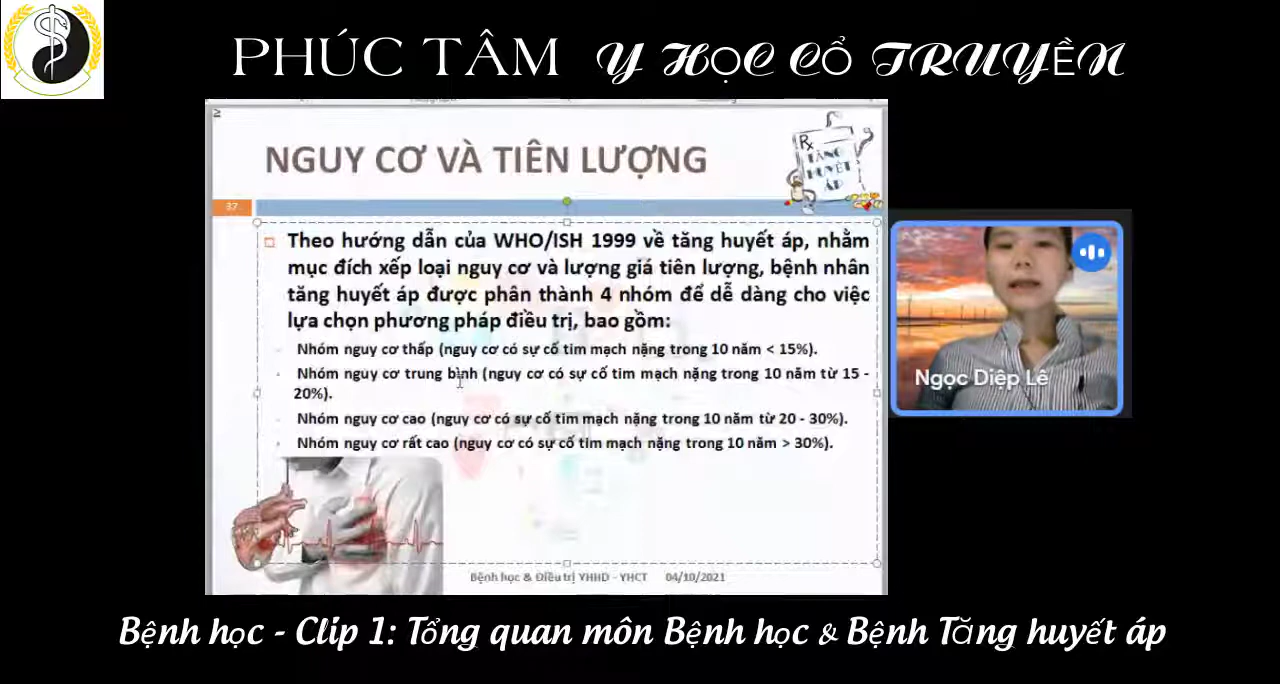 PHÚC TÂM Y HỌC CỔ TRUYỀN
≥
NGUY CƠ VÀ TIÊN LƯỢNG
Rx
TĂNG
HUYẾT
ÁP
37
Theo hướng dẫn của WHO/ISH 1999 về tăng huyết áp, nhằm
mục đích xếp loại nguy cơ và lượng giá tiên lượng, bệnh nhân
tăng huyết áp được phân thành 4 nhóm để dễ dàng cho việc
lựa chọn phương pháp điều trị, bao gồm:
- Nhóm nguy cơ thấp (nguy cơ có sự cố tim mạch nặng trong 10 năm < 15%).
- Nhóm nguy cơ trung bình (nguy cơ có sự cố tim mạch nặng trong 10 năm từ 15 -
20%).
- Nhóm nguy cơ cao (nguy cơ có sự cố tim mạch nặng trong 10 năm từ 20 - 30%).
- Nhóm nguy cơ rất cao (nguy cơ có sự cố tim mạch nặng trong 10 năm > 30%).
Ngọc Diệp Lê
Bệnh học & Điều trị YHHD - YHCT 04/10/2021
Bệnh học - Clip 1: Tổng quan môn Bệnh học & Bệnh Tăng huyết áp